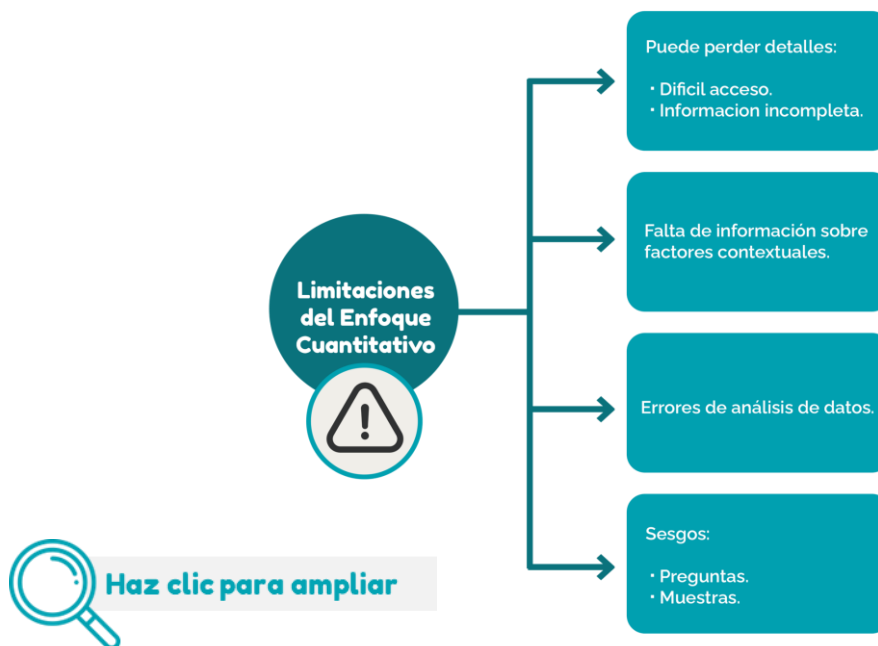 Puede perder detalles:
· Dificil acceso.
· Informacion incompleta.
Falta de información sobre
factores contextuales.
Limitaciones
del Enfoque
Cuantitativo
Errores de análisis de datos.
Sesgos:
· Preguntas.
· Muestras.
Haz clic para ampliar